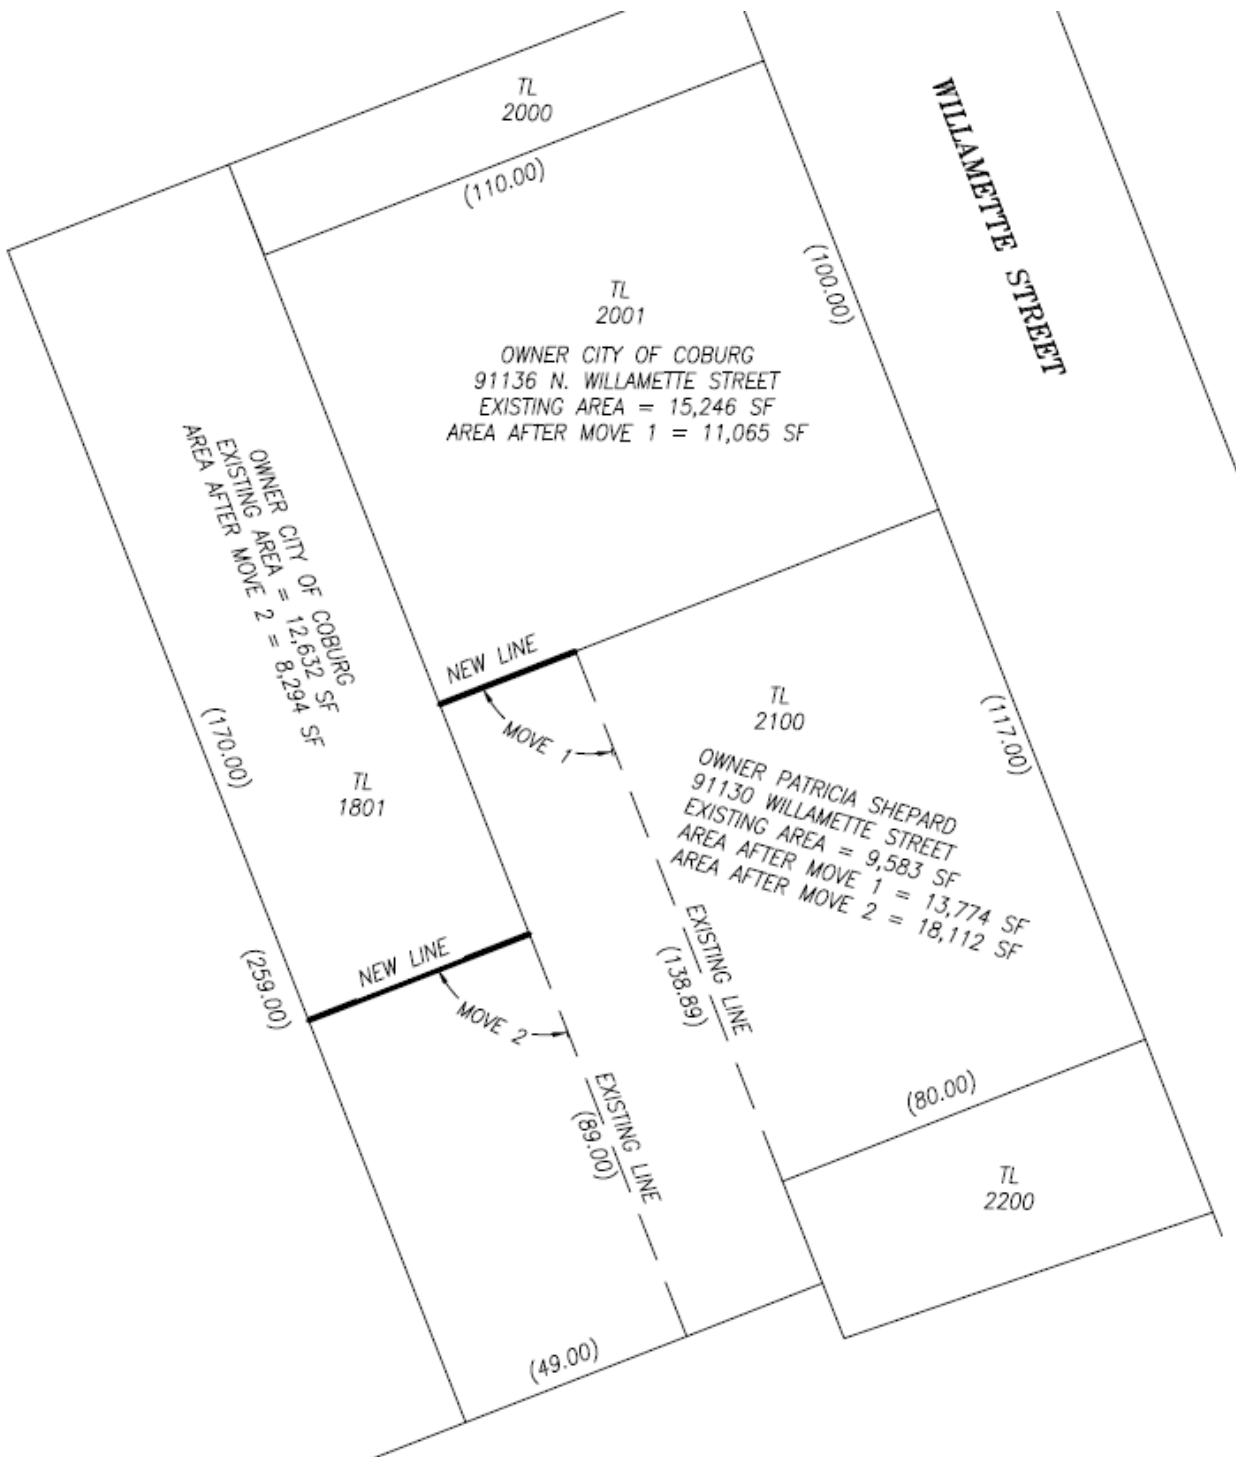 TL
2000
(110.00)
WILLAMETTE STREET
(100.00)
TL
2001
OWNER CITY OF COBURG
91136 N. WILLAMETTE STREET
EXISTING AREA = 15,246 SF
AREA AFTER MOVE 1 = 11,065 SF
OWNER CITY OF COBURG
EXISTING AREA = 12,632 SF
AREA AFTER MOVE 2 = 8,294 SF
(170.00)
TL
1801
NEW LINE
MOVE 1
TL
2100
(117.00)
OWNER PATRICIA SHEPARD
91130 WILLAMETTE STREET
EXISTING AREA = 9,583 SF
AREA AFTER MOVE 1 = 13,774 SF
AREA AFTER MOVE 2 = 18,112 SF
EXISTING LINE
(138.89)
(259.00)
NEW LINE
MOVE 2
EXISTING LINE
(89.00)
(80.00)
TL
2200
(49.00)